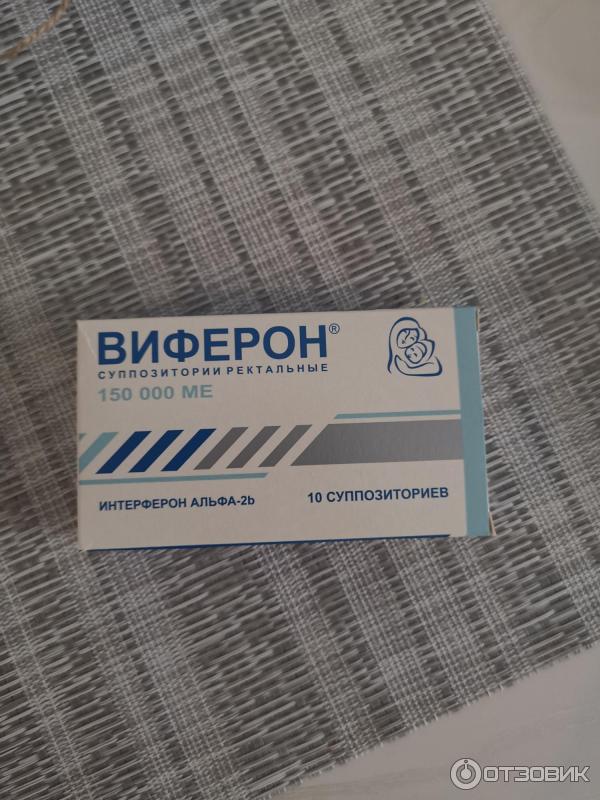 ВИФЕРОН®
СУППОЗИТОРИИ РЕКТАЛЬНЫЕ
150 000 МЕ
ИНТЕРФЕРОН АЛЬФА-2b
10 СУППОЗИТОРИЕВ
ОТЗОВИК